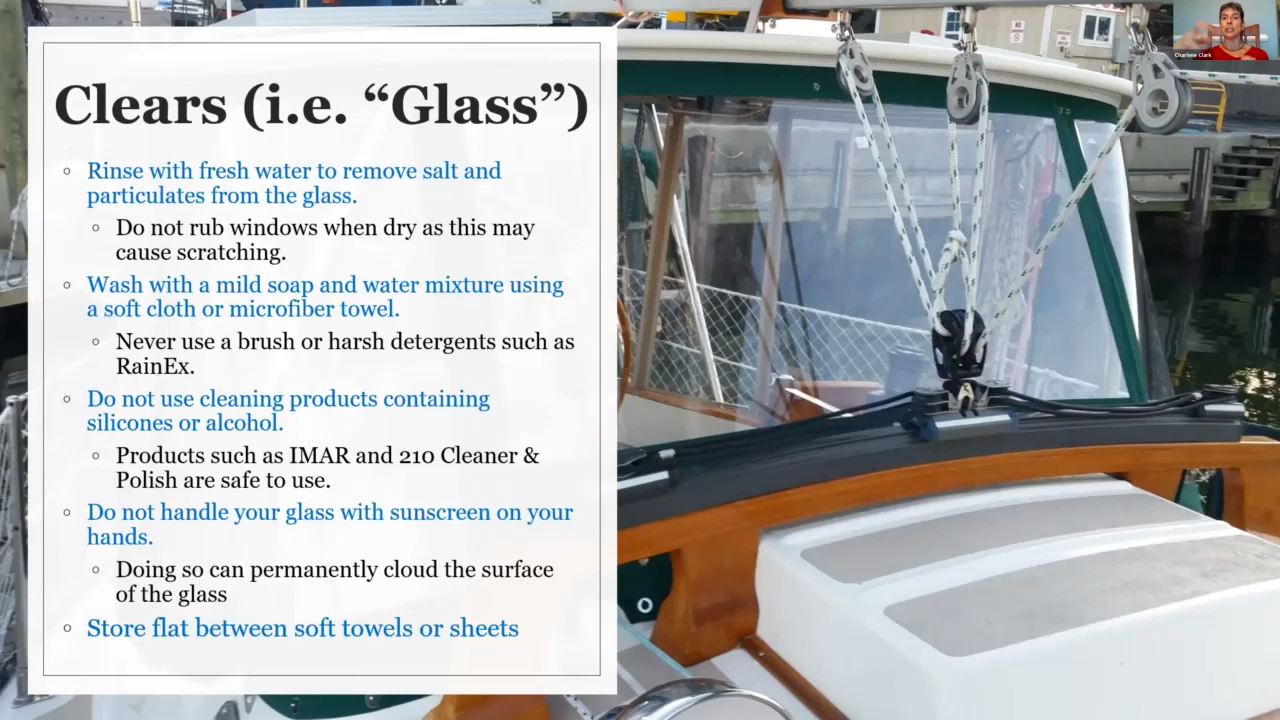 Clears (i.e. “Glass”)
Rinse with fresh water to remove salt and
particulates from the glass.
Do not rub windows when dry as this may
cause scratching.
Wash with a mild soap and water mixture using
a soft cloth or microfiber towel.
Never use a brush or harsh detergents such as
RainEx.
Do not use cleaning products containing
silicones or alcohol.
Products such as IMAR and 210 Cleaner &
Polish are safe to use.
Do not handle your glass with sunscreen on your
hands.
Doing so can permanently cloud the surface
of the glass
Store flat between soft towels or sheets
Charlene Clark